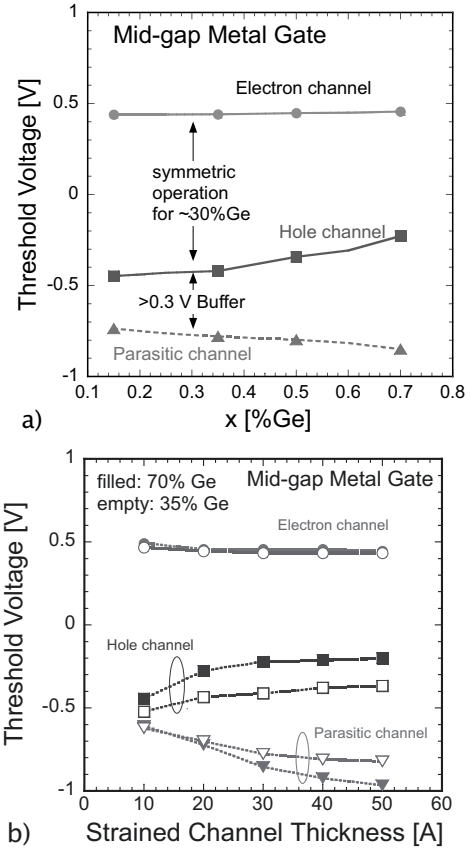 Mid-gap Metal Gate
Electron channel
symmetric
operation
for ~30%Ge
Hole channel
>0.3 V Buffer
Parasitic channel
1
0.5
0
-0.5
-1
Threshold Voltage [V]
0.1 0.2 0.3 0.4 0.5 0.6 0.7 0.8
x [%Ge]
a)
filled: 70% Ge
empty: 35% Ge
Mid-gap Metal Gate
Electron channel
Hole channel
Parasitic channel
1
0.5
0
-0.5
-1
Threshold Voltage [V]
0 10 20 30 40 50 60
Strained Channel Thickness [A]
b)